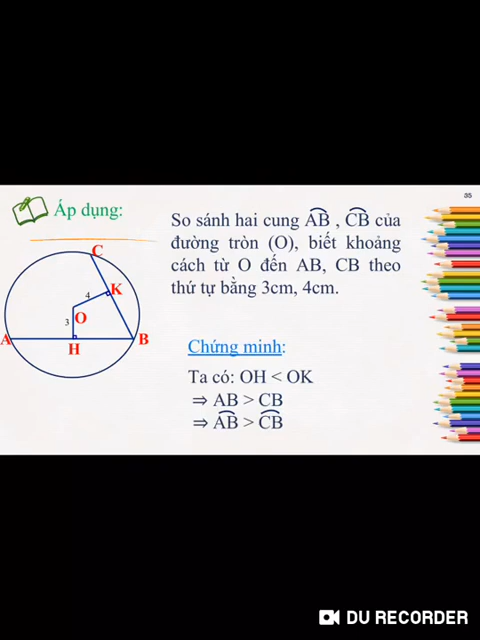 35
Áp dụng:
So sánh hai cung AB , CB của
đường tròn (O), biết khoảng
cách từ O đến AB, CB theo
thứ tự bằng 3cm, 4cm.
C
4
K
3
O
A
B
H
Chứng minh:
Ta có: OH < OK
⇒ AB > CB
⇒ AB > CB
DU RECORDER